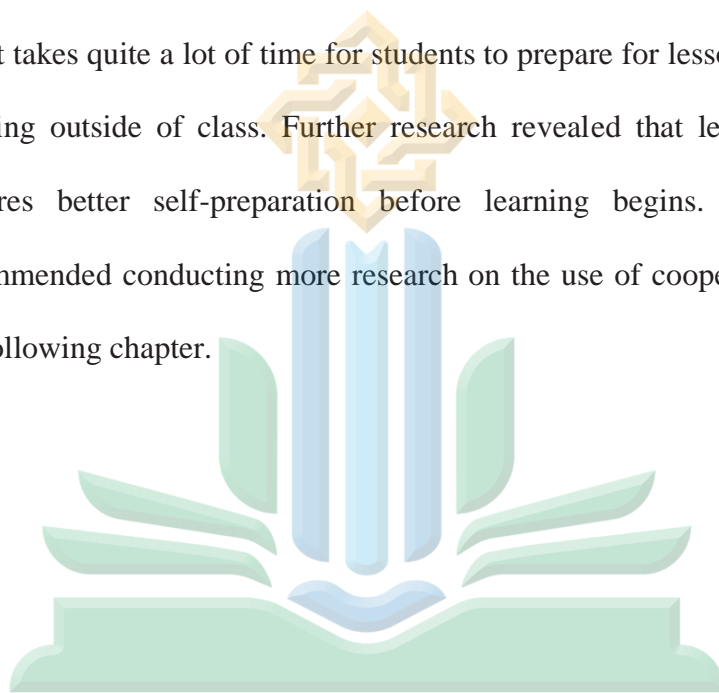 t takes quite a lot of time for students to prepare for lesso
ing outside of class. Further research revealed that le
res better self-preparation before learning begins.
mmended conducting more research on the use of coope
ollowing chapter.